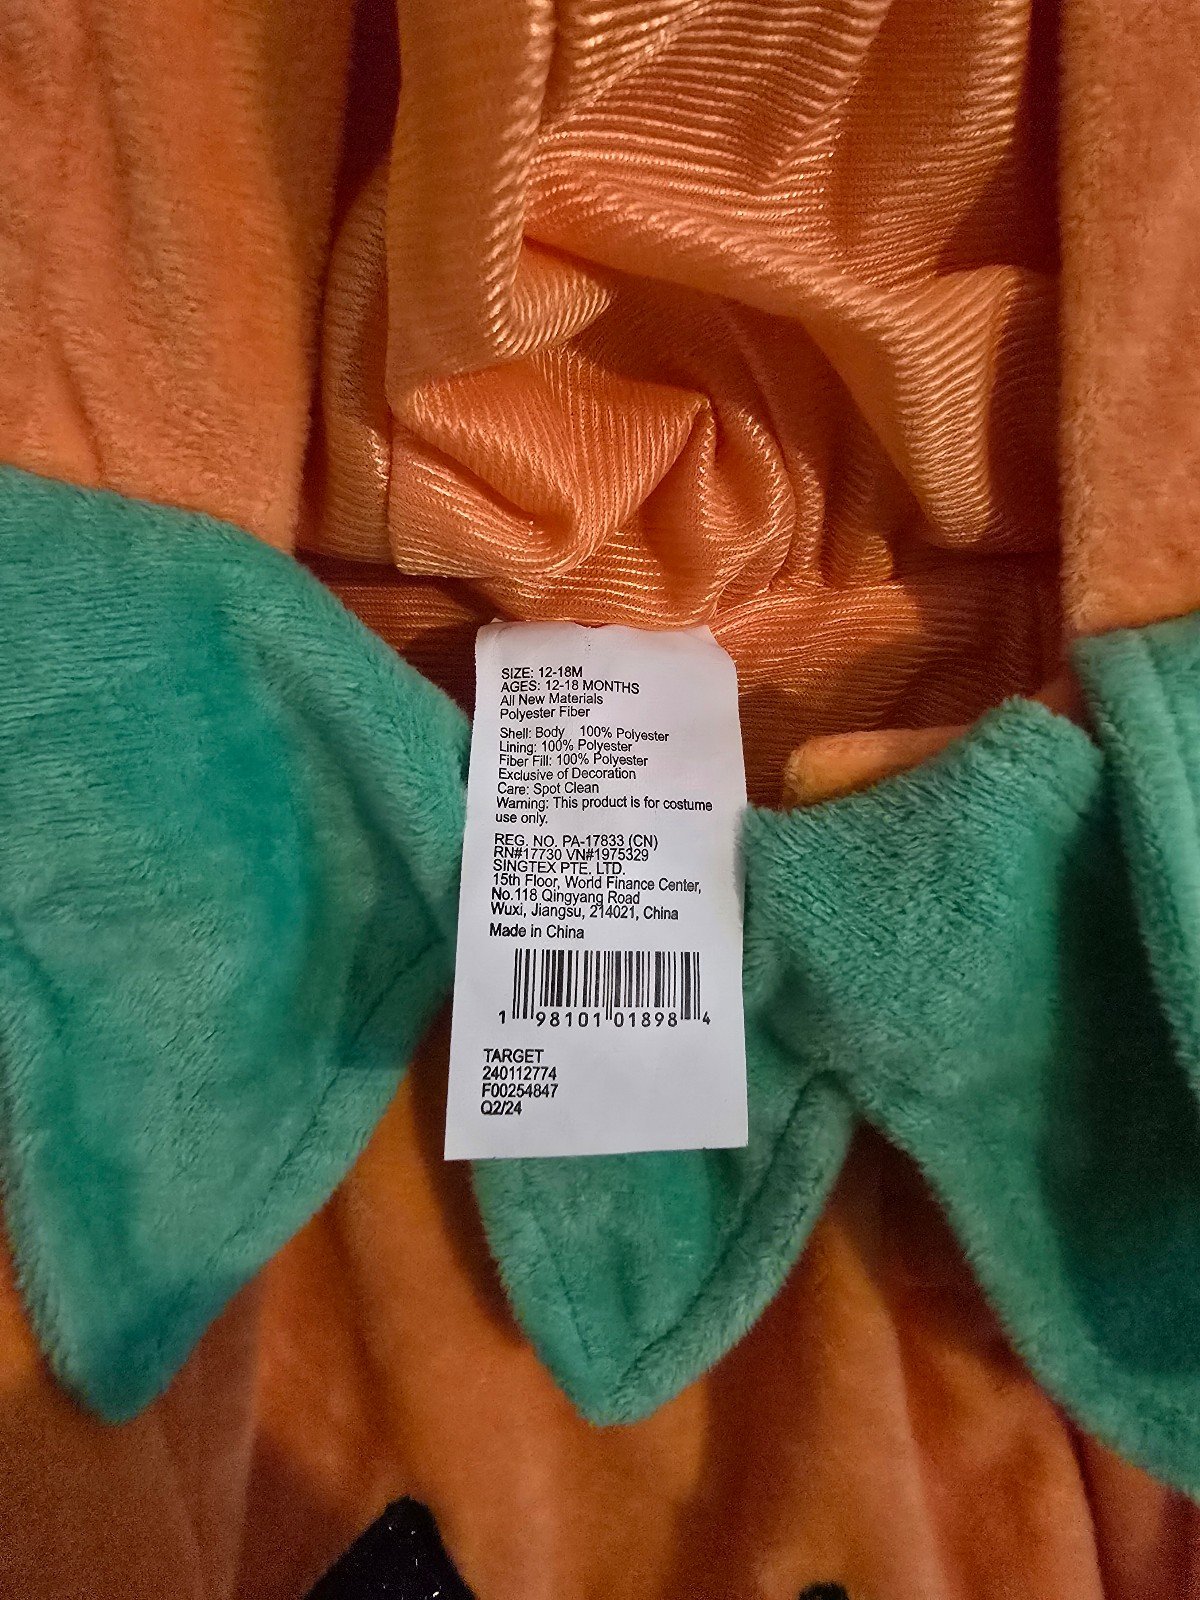 SIZE: 12-18M
AGES: 12-18 MONTHS
All New Materials
Polyester Fiber
Shell: Body 100% Polyester
Lining: 100% Polyester
Fiber Fill: 100% Polyester
Exclusive of Decoration
Care: Spot Clean
Warning: This product is for costume
use only.
REG. NO. PA-17833 (CN)
RN#17730 VN#1975329
SINGTEX PTE. LTD.
15th Floor, World Finance Center,
No.118 Qingyang Road
Wuxi, Jiangsu, 214021, China
Made in China
1 98101 01898 4
TARGET
240112774
F00254847
Q2/24